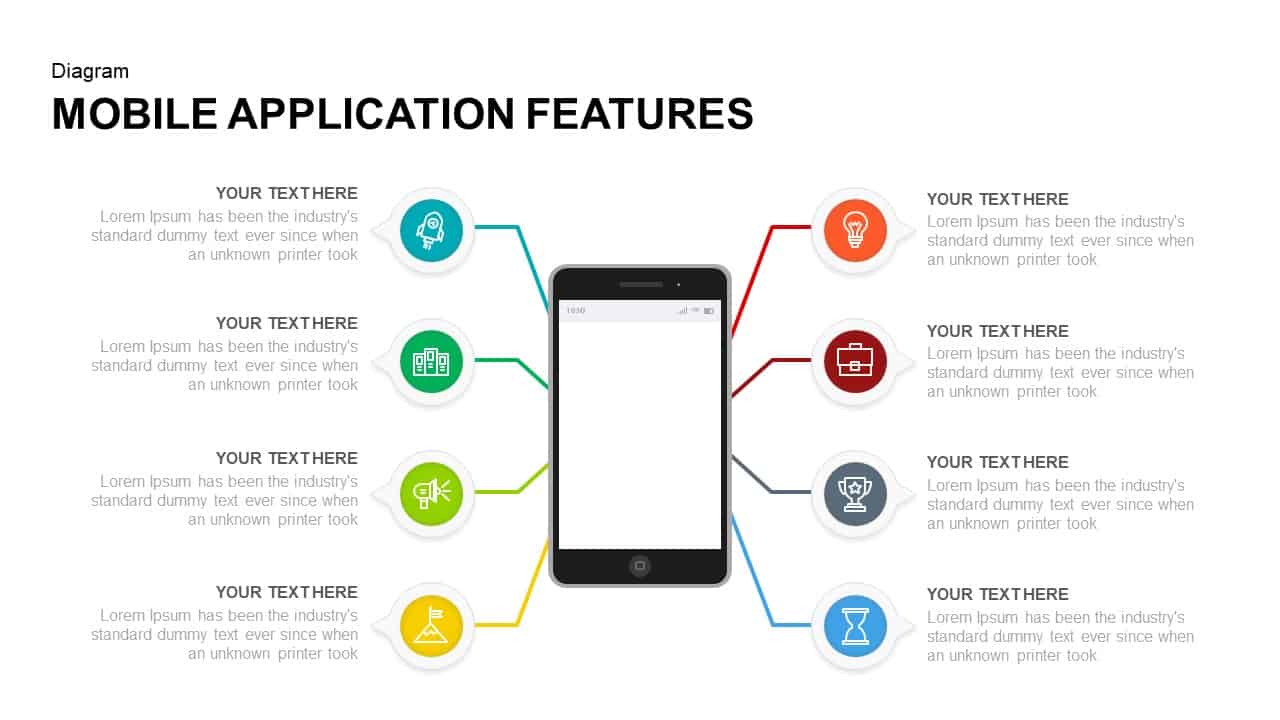 Diagram
MOBILE APPLICATION FEATURES
YOUR TEXT HERE
Lorem Ipsum has been the industry's
standard dummy text ever since when
an unknown printer took
YOUR TEXT HERE
Lorem Ipsum has been the industry's
standard dummy text ever since when
an unknown printer took
YOUR TEXT HERE
Lorem Ipsum has been the industry's
standard dummy text ever since when
an unknown printer took
YOUR TEXT HERE
Lorem Ipsum has been the industry's
standard dummy text ever since when
an unknown printer took
1030
YOUR TEXT HERE
Lorem Ipsum has been the industry's
standard dummy text ever since when
an unknown printer took
YOUR TEXT HERE
Lorem Ipsum has been the industry's
standard dummy text ever since when
an unknown printer took
YOUR TEXT HERE
Lorem Ipsum has been the industry's
standard dummy text ever since when
an unknown printer took
YOUR TEXT HERE
Lorem Ipsum has been the industry's
standard dummy text ever since when
an unknown printer took